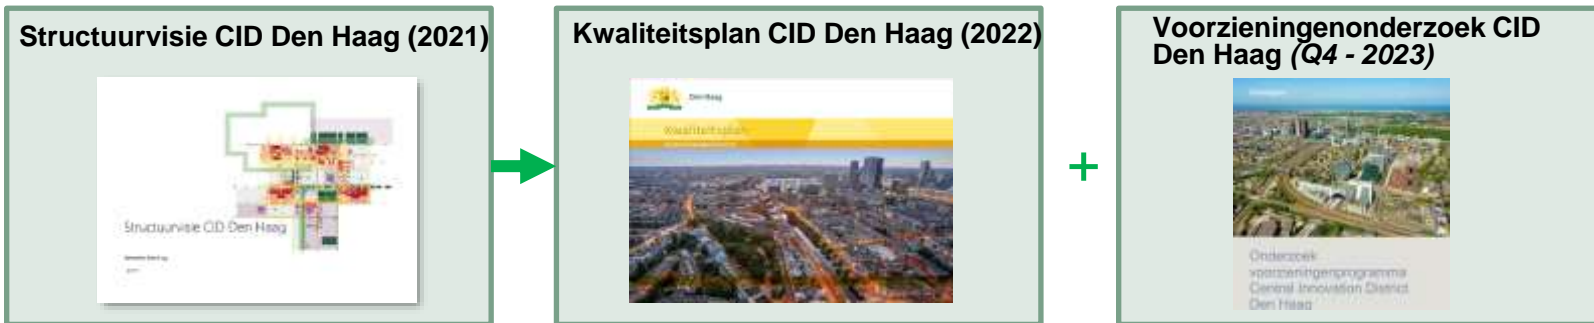 Structuurvisie CID Den Haag (2021)
Structuurvisie CID Den Haag
Kwaliteitsplan CID Den Haag (2022)
Den Haag
Kwaliteitsplan
+
Voorzieningenonderzoek CID
Den Haag (Q4 - 2023)
Onderzoek
voorzieningenprogramma
Central Innovation District
Den Haag